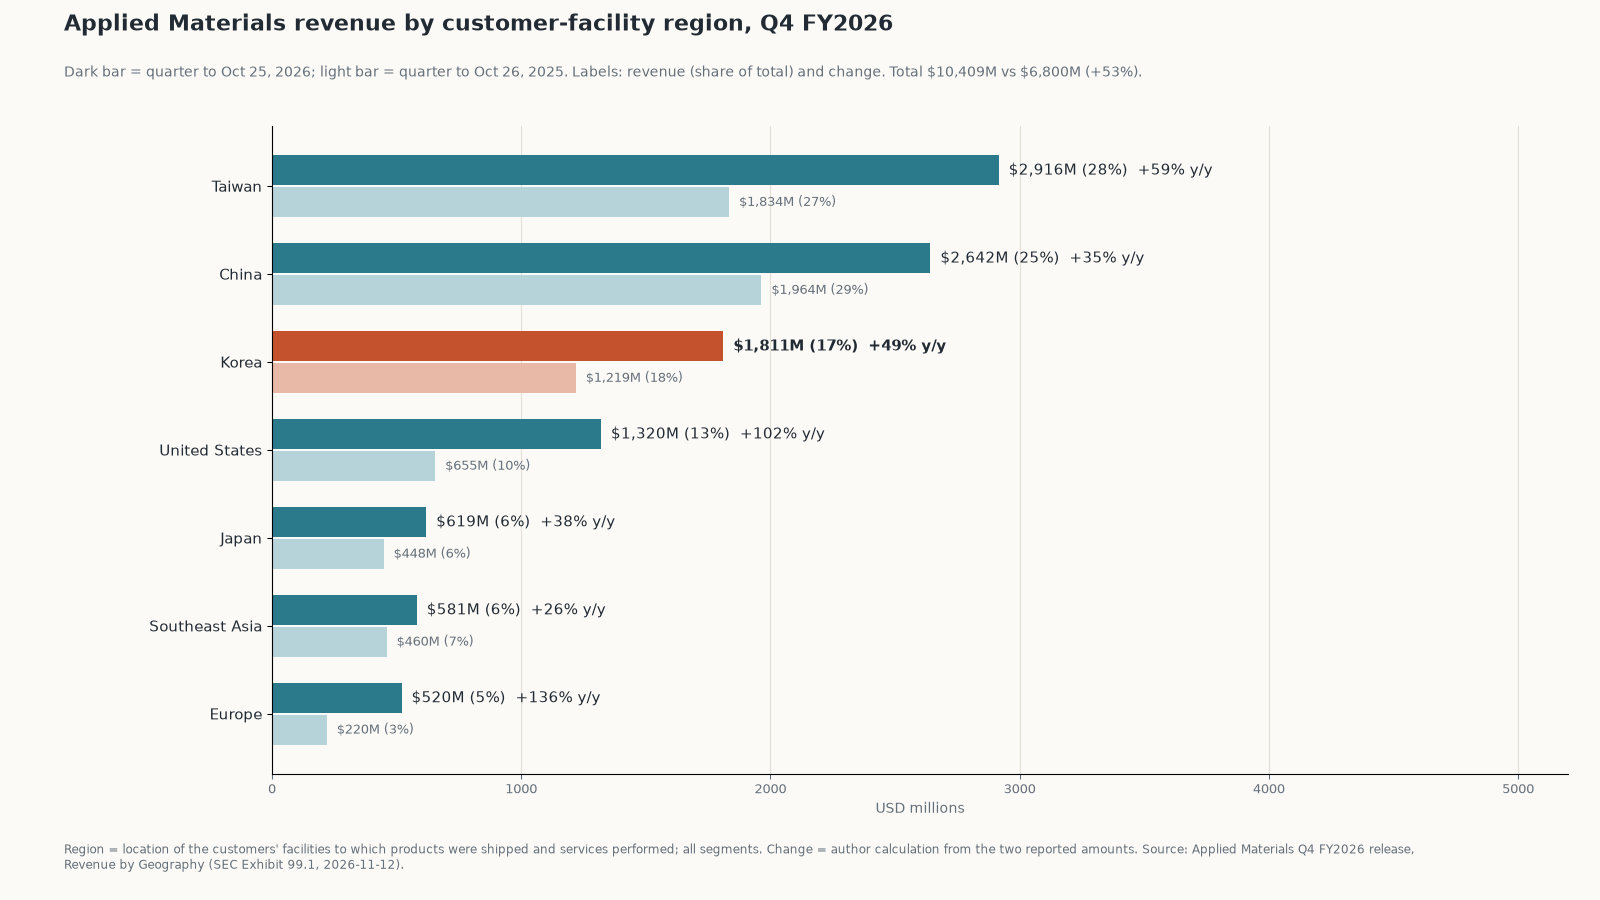 Applied Materials revenue by customer-facility region, Q4 FY2026
Dark bar = quarter to Oct 25, 2026; light bar = quarter to Oct 26, 2025. Labels: revenue (share of total) and change. Total $10,409M vs $6,800M (+53%).
Taiwan
$2,916M (28%) +59% y/y
$1,834M (27%)
China
$2,642M (25%) +35% y/y
$1,964M (29%)
Korea
$1,811M (17%) +49% y/y
$1,219M (18%)
United States
$1,320M (13%) +102% y/y
$655M (10%)
Japan
$619M (6%) +38% y/y
$448M (6%)
Southeast Asia
$581M (6%) +26% y/y
$460M (7%)
Europe
$520M (5%) +136% y/y
$220M (3%)
0 1000 2000 3000 4000 5000
USD millions
Region = location of the customers' facilities to which products were shipped and services performed; all segments. Change = author calculation from the two reported amounts. Source: Applied Materials Q4 FY2026 release,
Revenue by Geography (SEC Exhibit 99.1, 2026-11-12).